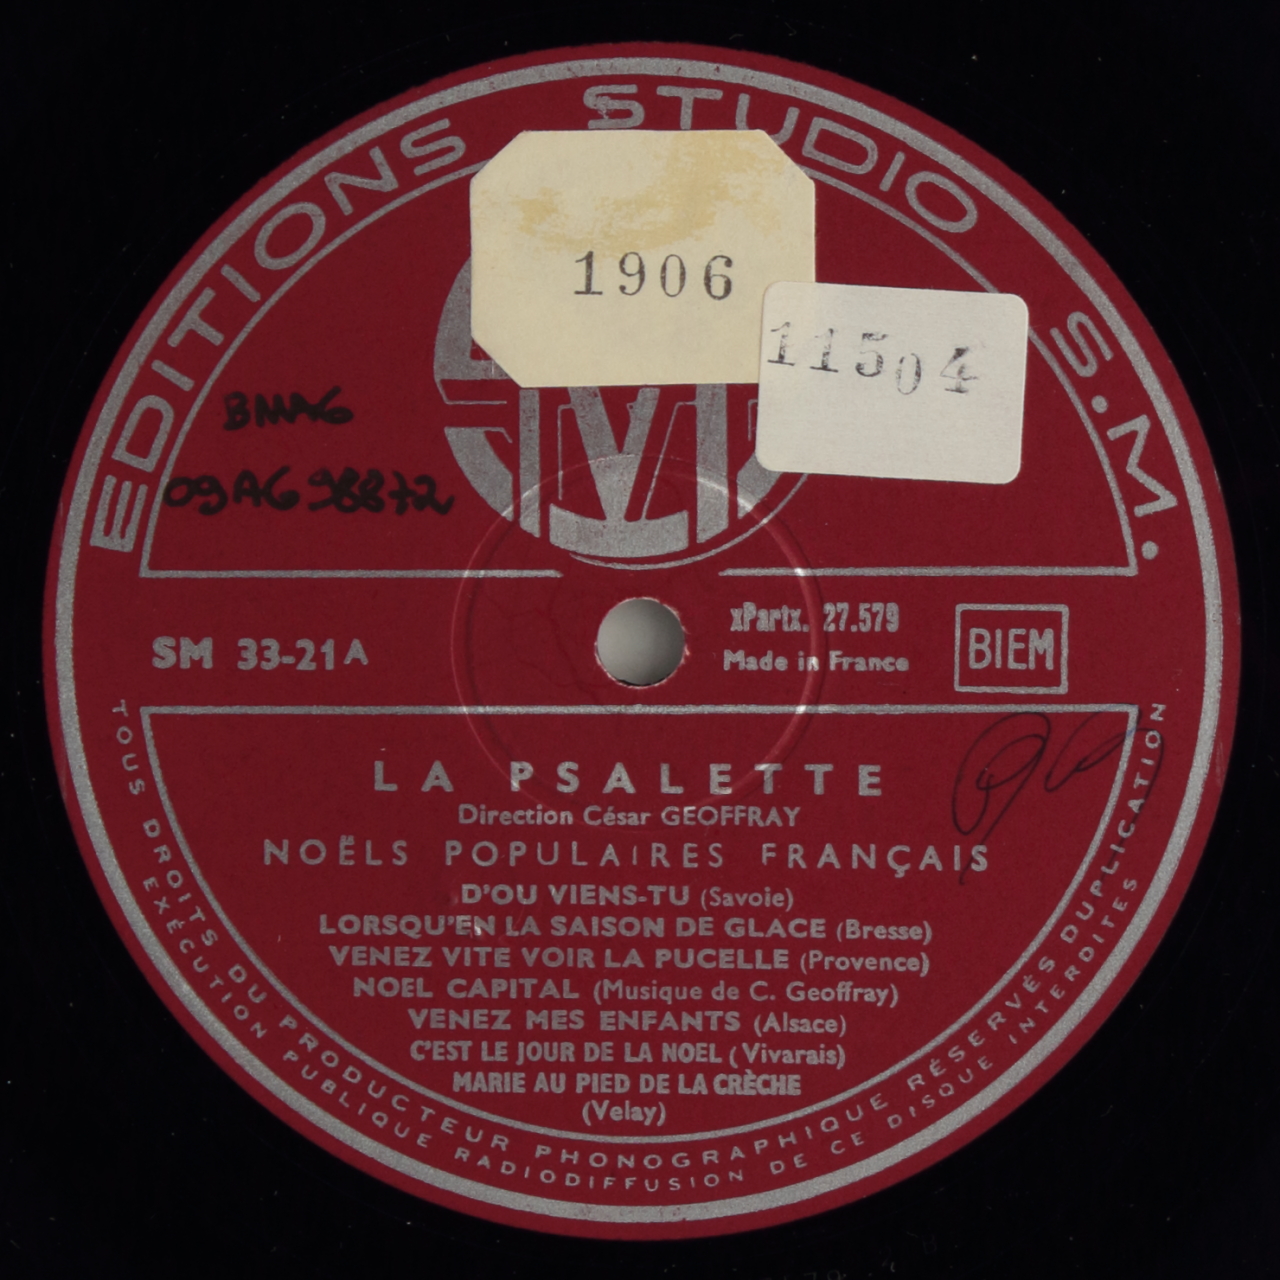 EDITIONS STUDIO S.M.
1906
11504
BMA6
09A698872
SM 33-21A
xPartx. 27.579
Made in France
BIEM
LA PSALETTE
Direction César GEOFFRAY
NOËLS POPULAIRES FRANÇAIS
D'OU VIENS-TU (Savoie)
LORSQU'EN LA SAISON DE GLACE (Bresse)
VENEZ VITE VOIR LA PUCELLE (Provence)
NOEL CAPITAL (Musique de C. Geoffray)
VENEZ MES ENFANTS (Alsace)
C'EST LE JOUR DE LA NOEL (Vivarais)
MARIE AU PIED DE LA CRÈCHE
(Velay)
TOUS DROITS DU PRODUCTEUR PHONOGRAPHIQUE RÉSERVÉS DUPLICATION
EXÉCUTION PUBLIQUE RADIODIFFUSION DE CE DISQUE INTERDITES